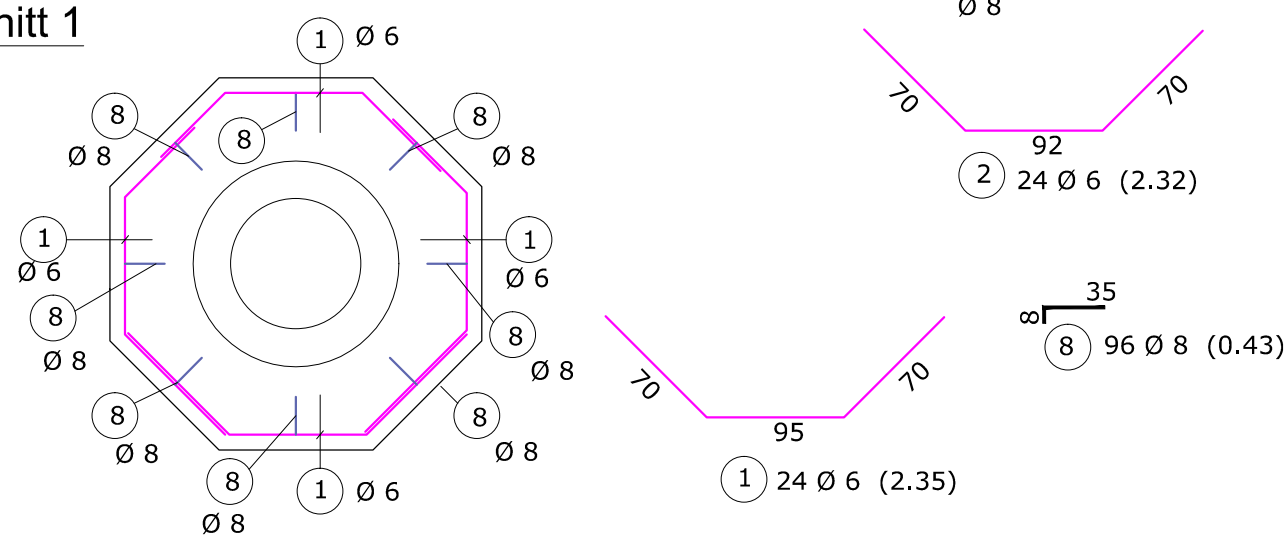 nitt 1
1 Ø 6
8
Ø 8
8
8
Ø 8
1
Ø 6
1
Ø 6
8
Ø 8
8
Ø 8
8
Ø 8
8
Ø 8
8
Ø 8
1 Ø 6
Ø 8
70
70
92
2 24 Ø 6 (2.32)
35
8
8 96 Ø 8 (0.43)
70
70
95
1 24 Ø 6 (2.35)